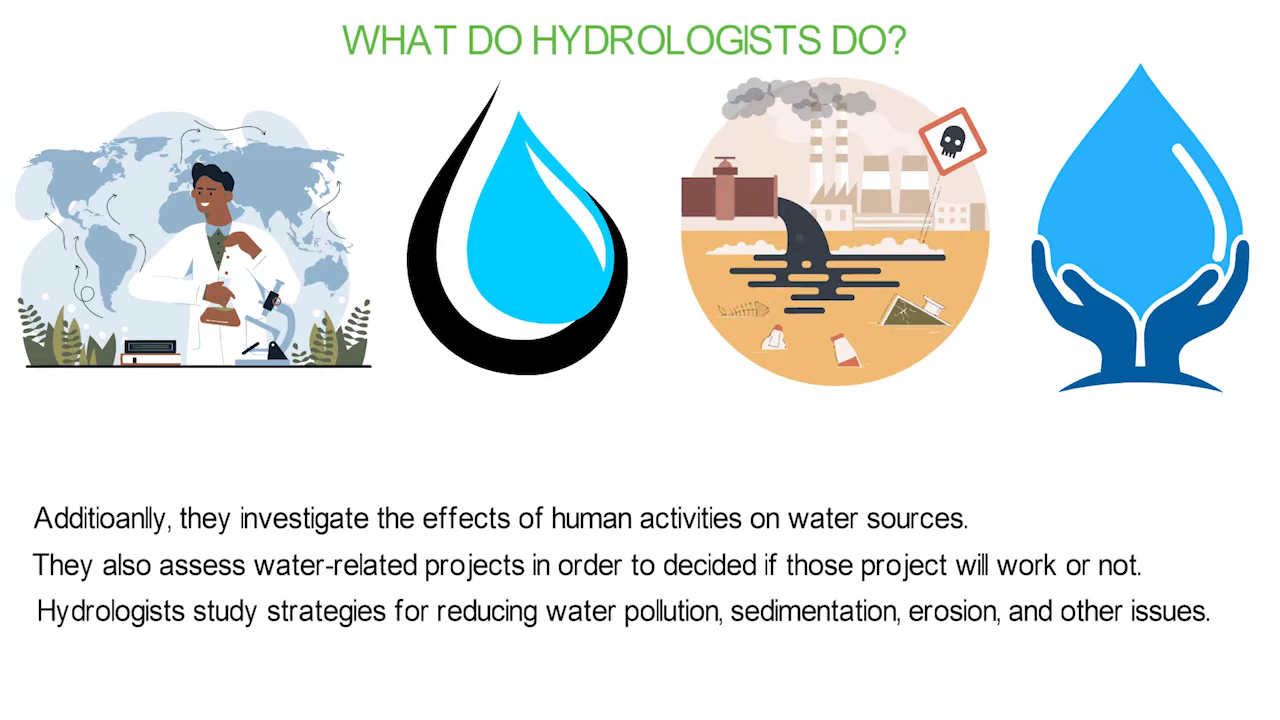 WHAT DO HYDROLOGISTS DO?
Additioanlly, they investigate the effects of human activities on water sources.
They also assess water-related projects in order to decided if those project will work or not.
Hydrologists study strategies for reducing water pollution, sedimentation, erosion, and other issues.